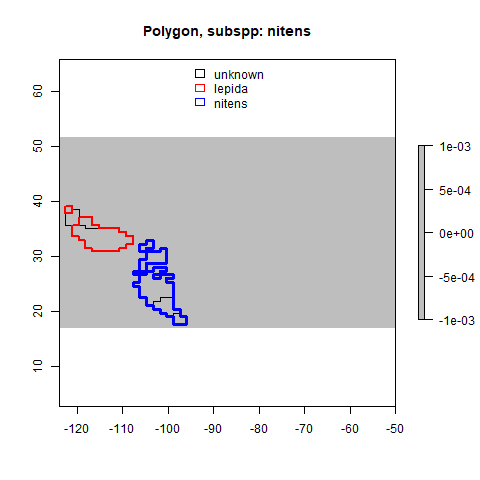 Polygon, subspp: nitens
unknown
lepida
nitens
60
50
40
30
20
10
-120 -110 -100 -90 -80 -70 -60 -50
1e-03
5e-04
0e+00
-5e-04
-1e-03